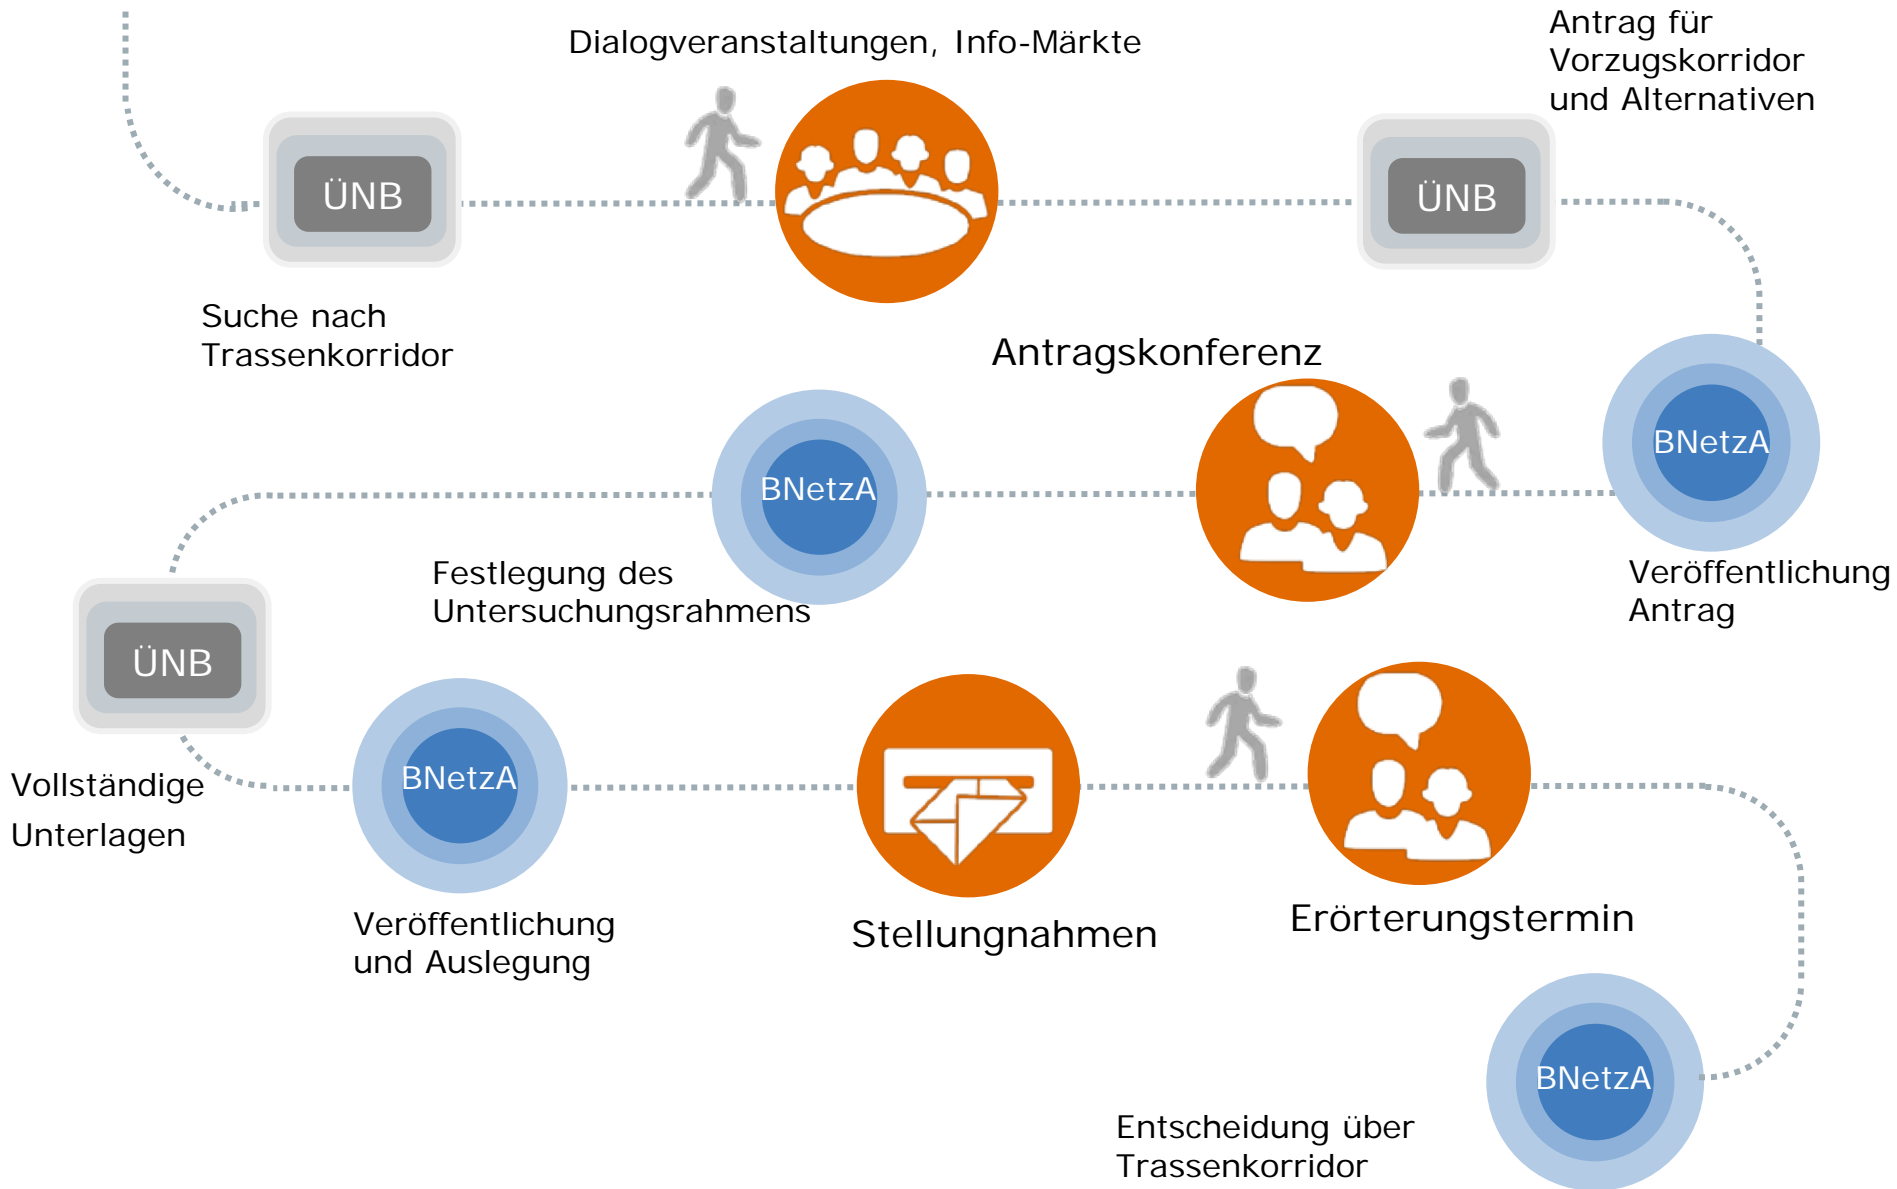 Dialogveranstaltungen, Info-Märkte
Antrag für
Vorzugskorridor
und Alternativen
ÜNB
ÜNB
Suche nach
Trassenkorridor
Antragskonferenz
BNetzA
BNetzA
Festlegung des
Untersuchungsrahmens
Veröffentlichung
Antrag
ÜNB
Vollständige
Unterlagen
BNetzA
Veröffentlichung
und Auslegung
Stellungnahmen
Erörterungstermin
BNetzA
Entscheidung über
Trassenkorridor